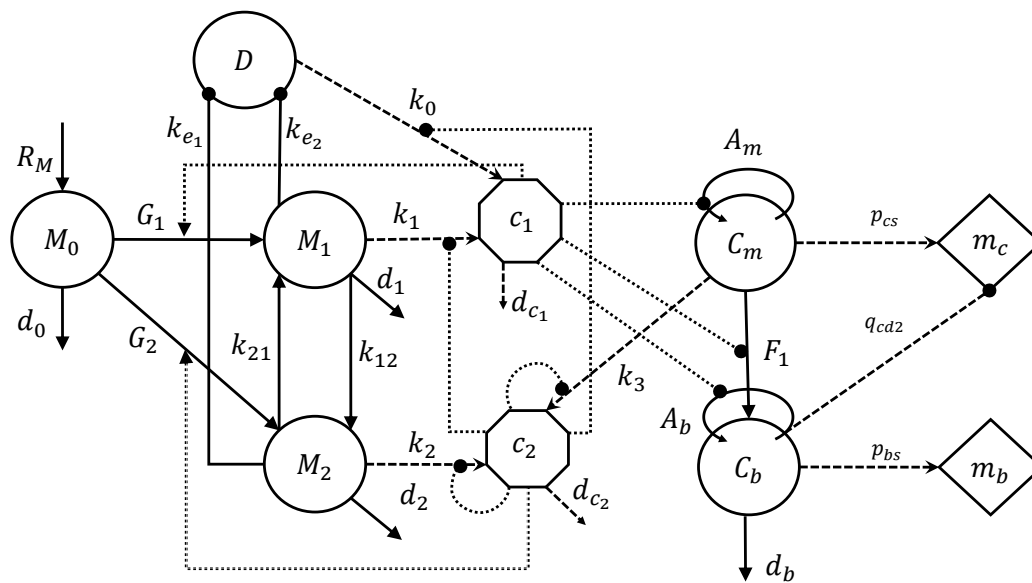 D
k_0
k_{e_1}
k_{e_2}
A_m
R_M
G_1
k_1
c_1
p_{cs}
M_0
M_1
C_m
m_c
d_1
d_{c_1}
d_0
G_2
q_{cd2}
k_{21}
k_{12}
F_1
k_3
A_b
k_2
c_2
p_{bs}
M_2
C_b
m_b
d_2
d_{c_2}
d_b